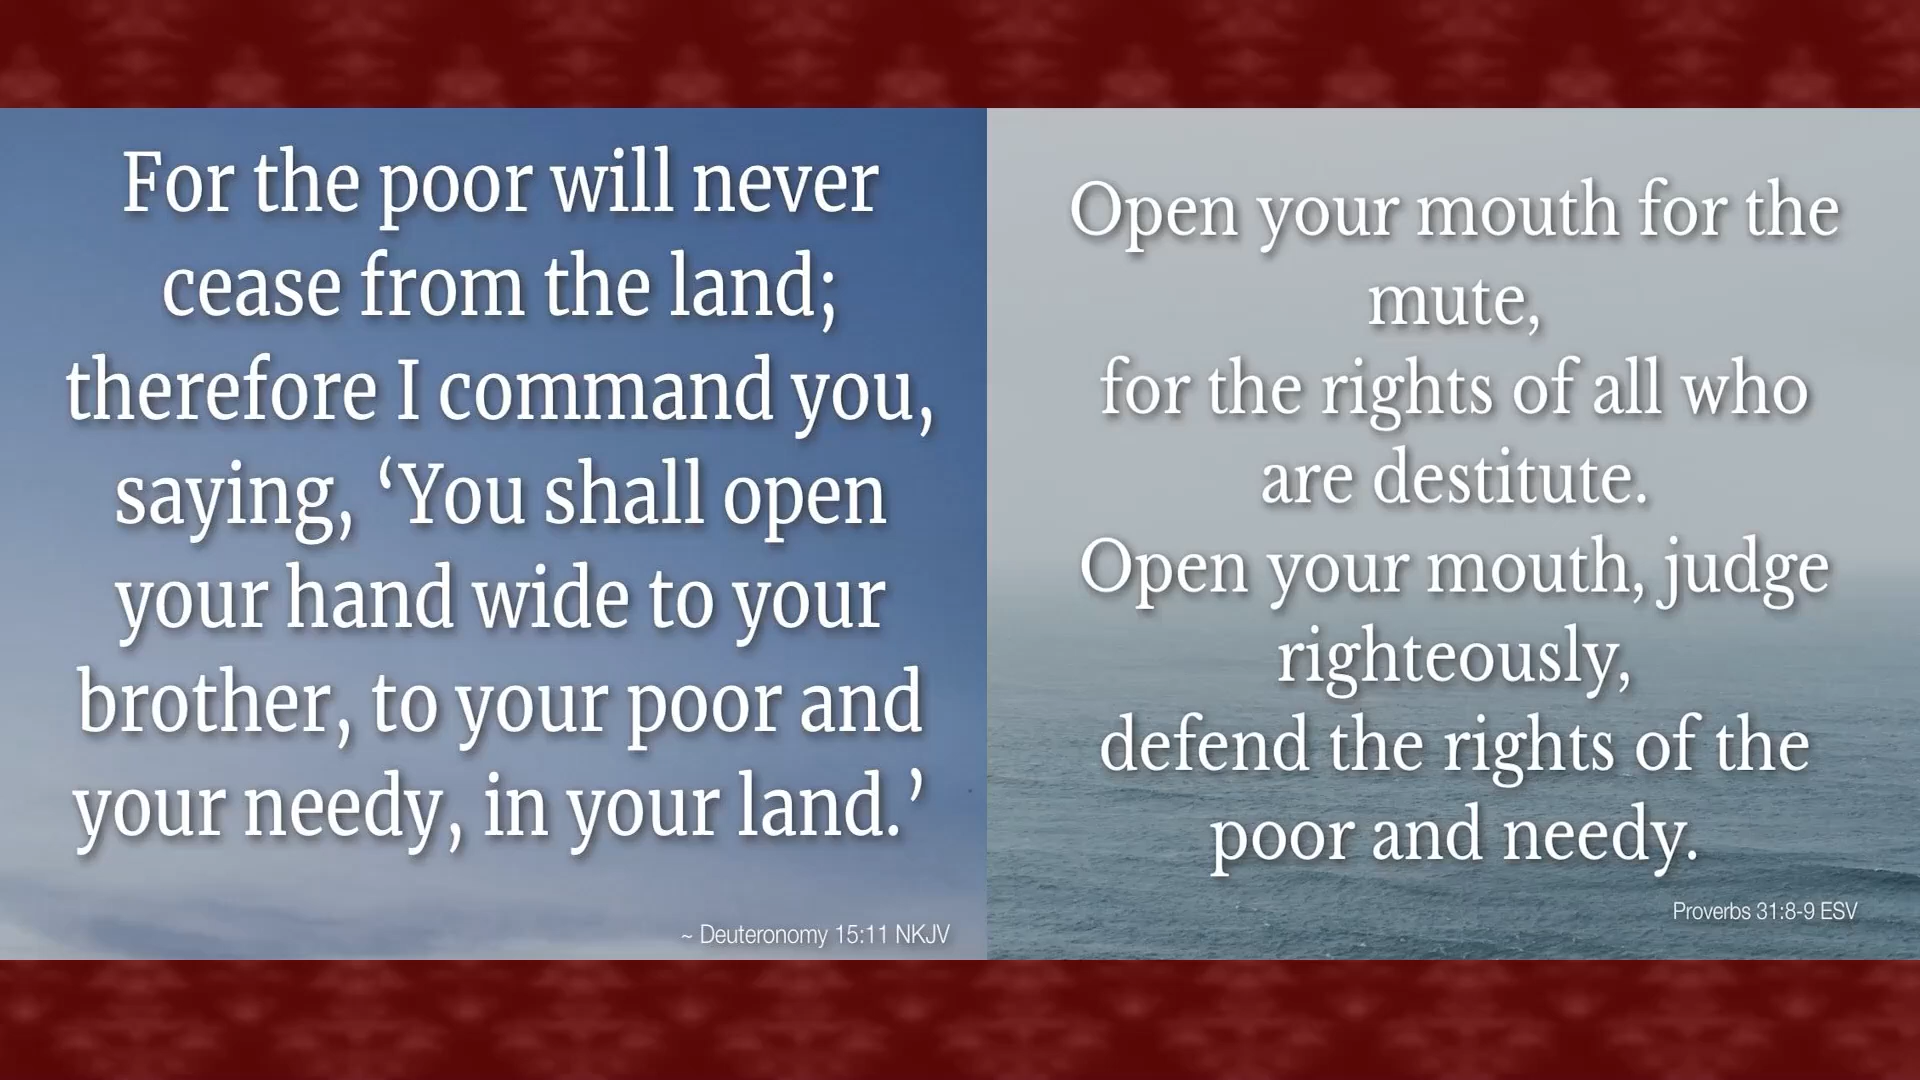 For the poor will never
cease from the land;
therefore I command you,
saying, ‘You shall open
your hand wide to your
brother, to your poor and
your needy, in your land.’
~ Deuteronomy 15:11 NKJV
Open your mouth for the
mute,
for the rights of all who
are destitute.
Open your mouth, judge
righteously,
defend the rights of the
poor and needy.
Proverbs 31:8-9 ESV